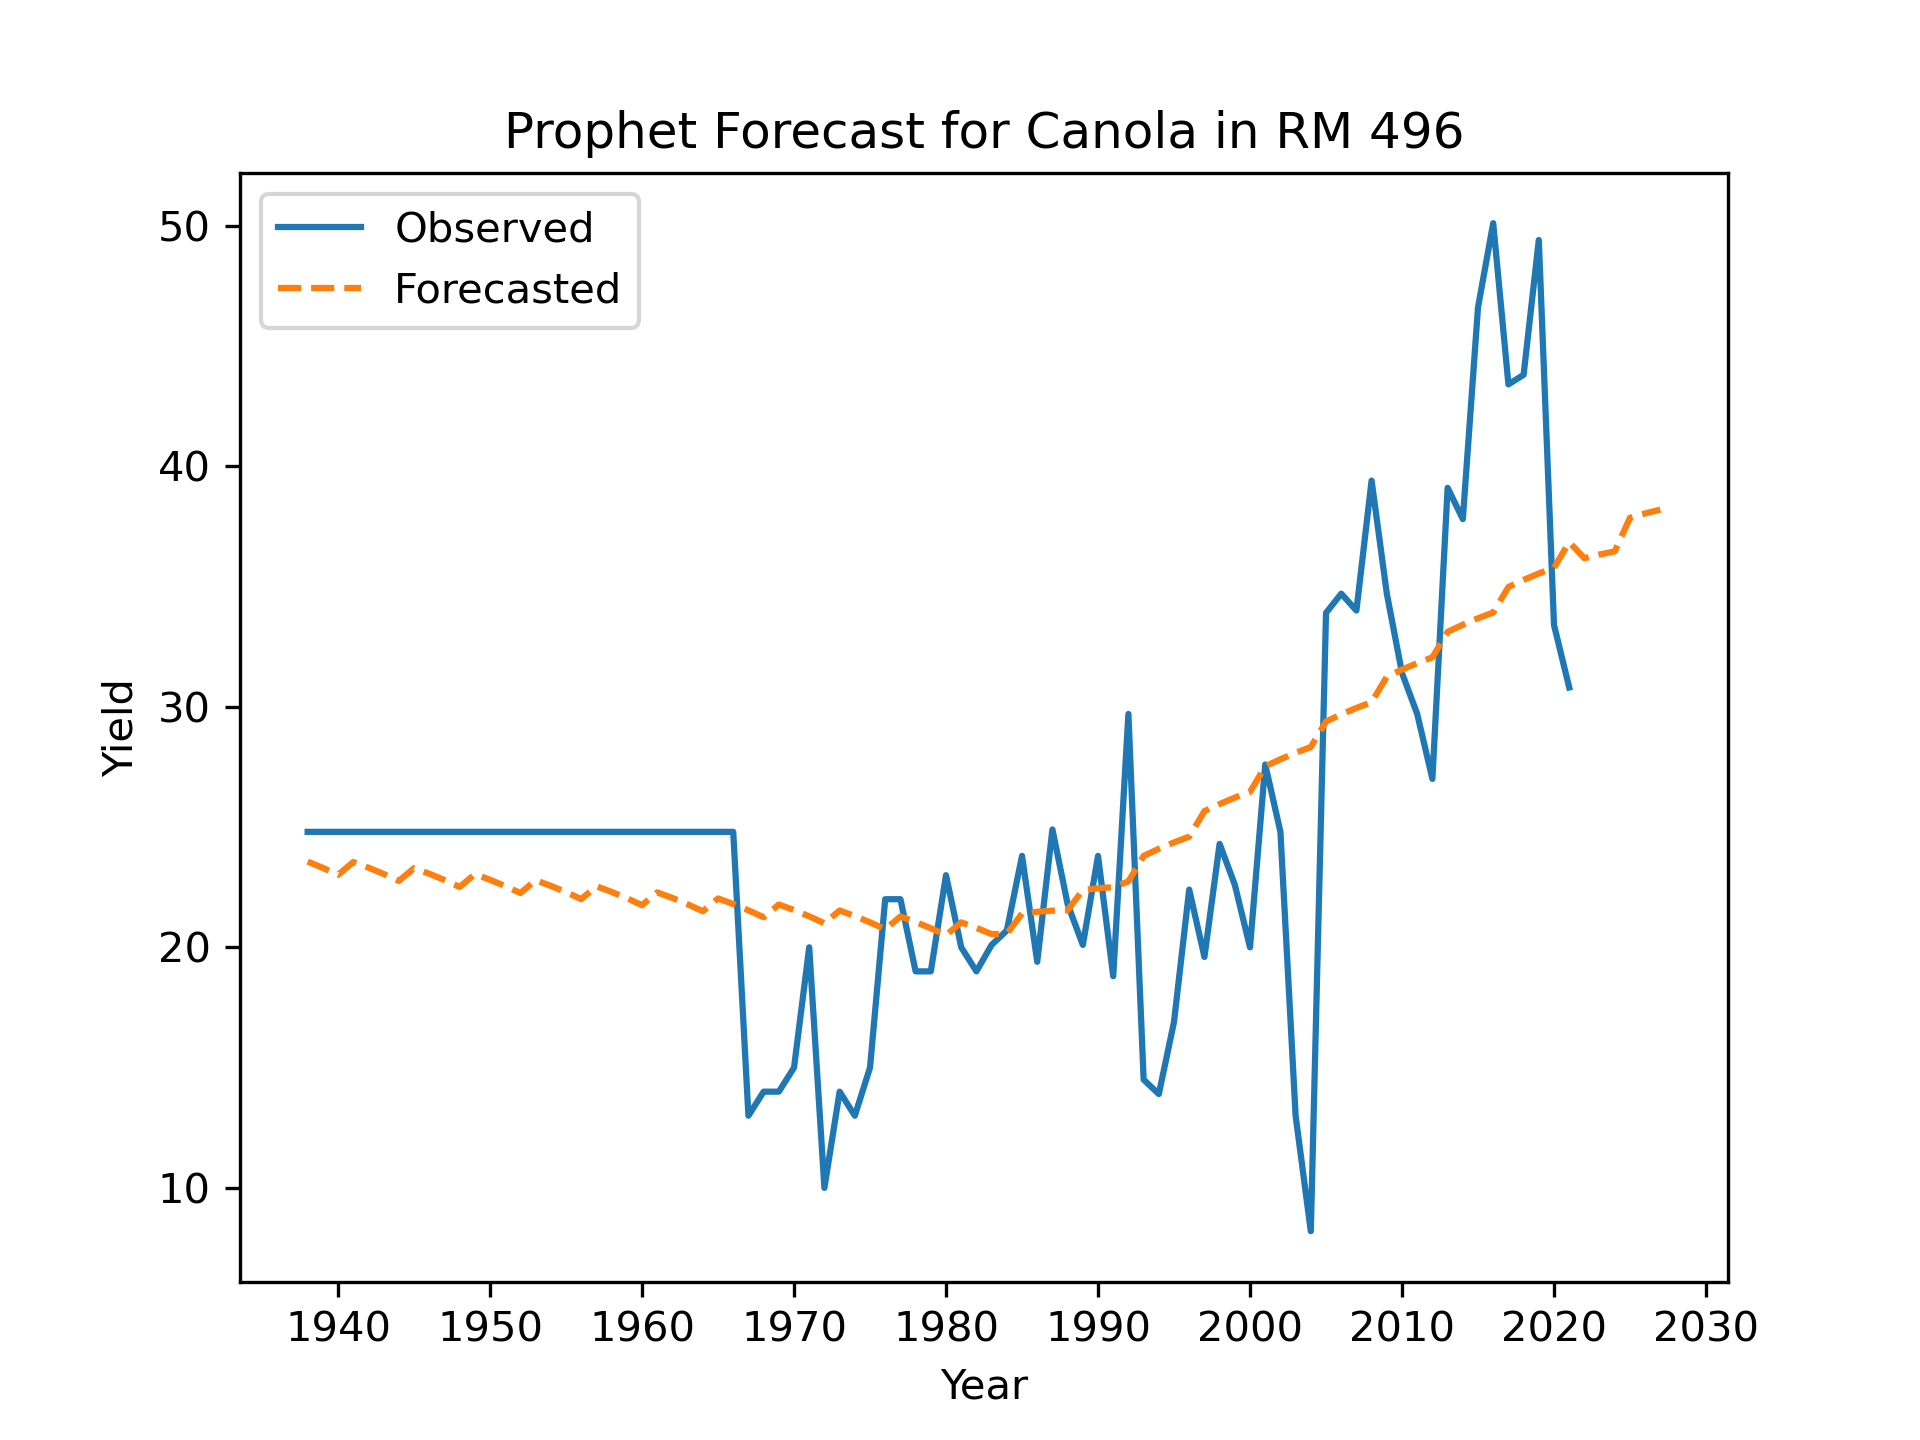 Prophet Forecast for Canola in RM 496
Observed
Forecasted
50
40
30
20
10
Yield
1940 1950 1960 1970 1980 1990 2000 2010 2020 2030
Year